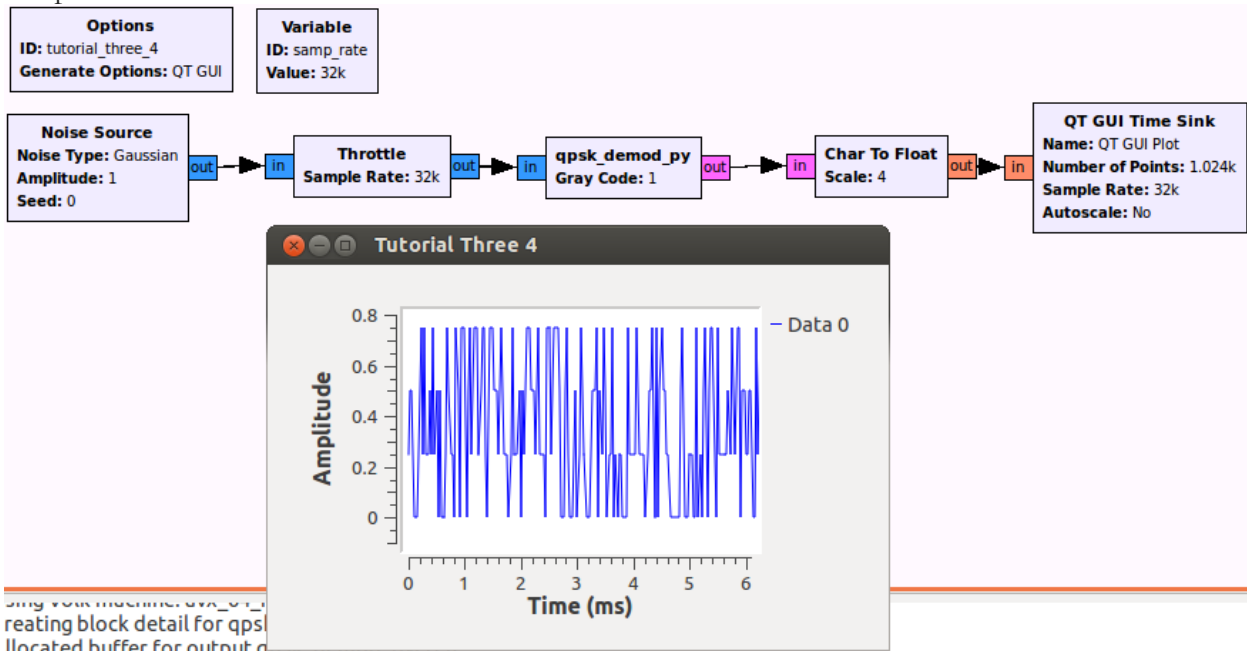 Options
ID: tutorial_three_4
Generate Options: QT GUI
Variable
ID: samp_rate
Value: 32k
Noise Source
Noise Type: Gaussian
Amplitude: 1
Seed: 0
out
in
Throttle
Sample Rate: 32k
out
in
qpsk_demod_py
Gray Code: 1
out
in
Char To Float
Scale: 4
out
in
QT GUI Time Sink
Name: QT GUI Plot
Number of Points: 1.024k
Sample Rate: 32k
Autoscale: No
Tutorial Three 4
0.8
0.6
0.4
0.2
0
Amplitude
Data 0
0 1 2 3 4 5 6
Time (ms)
reating block detail for qps
llocated buffer for output